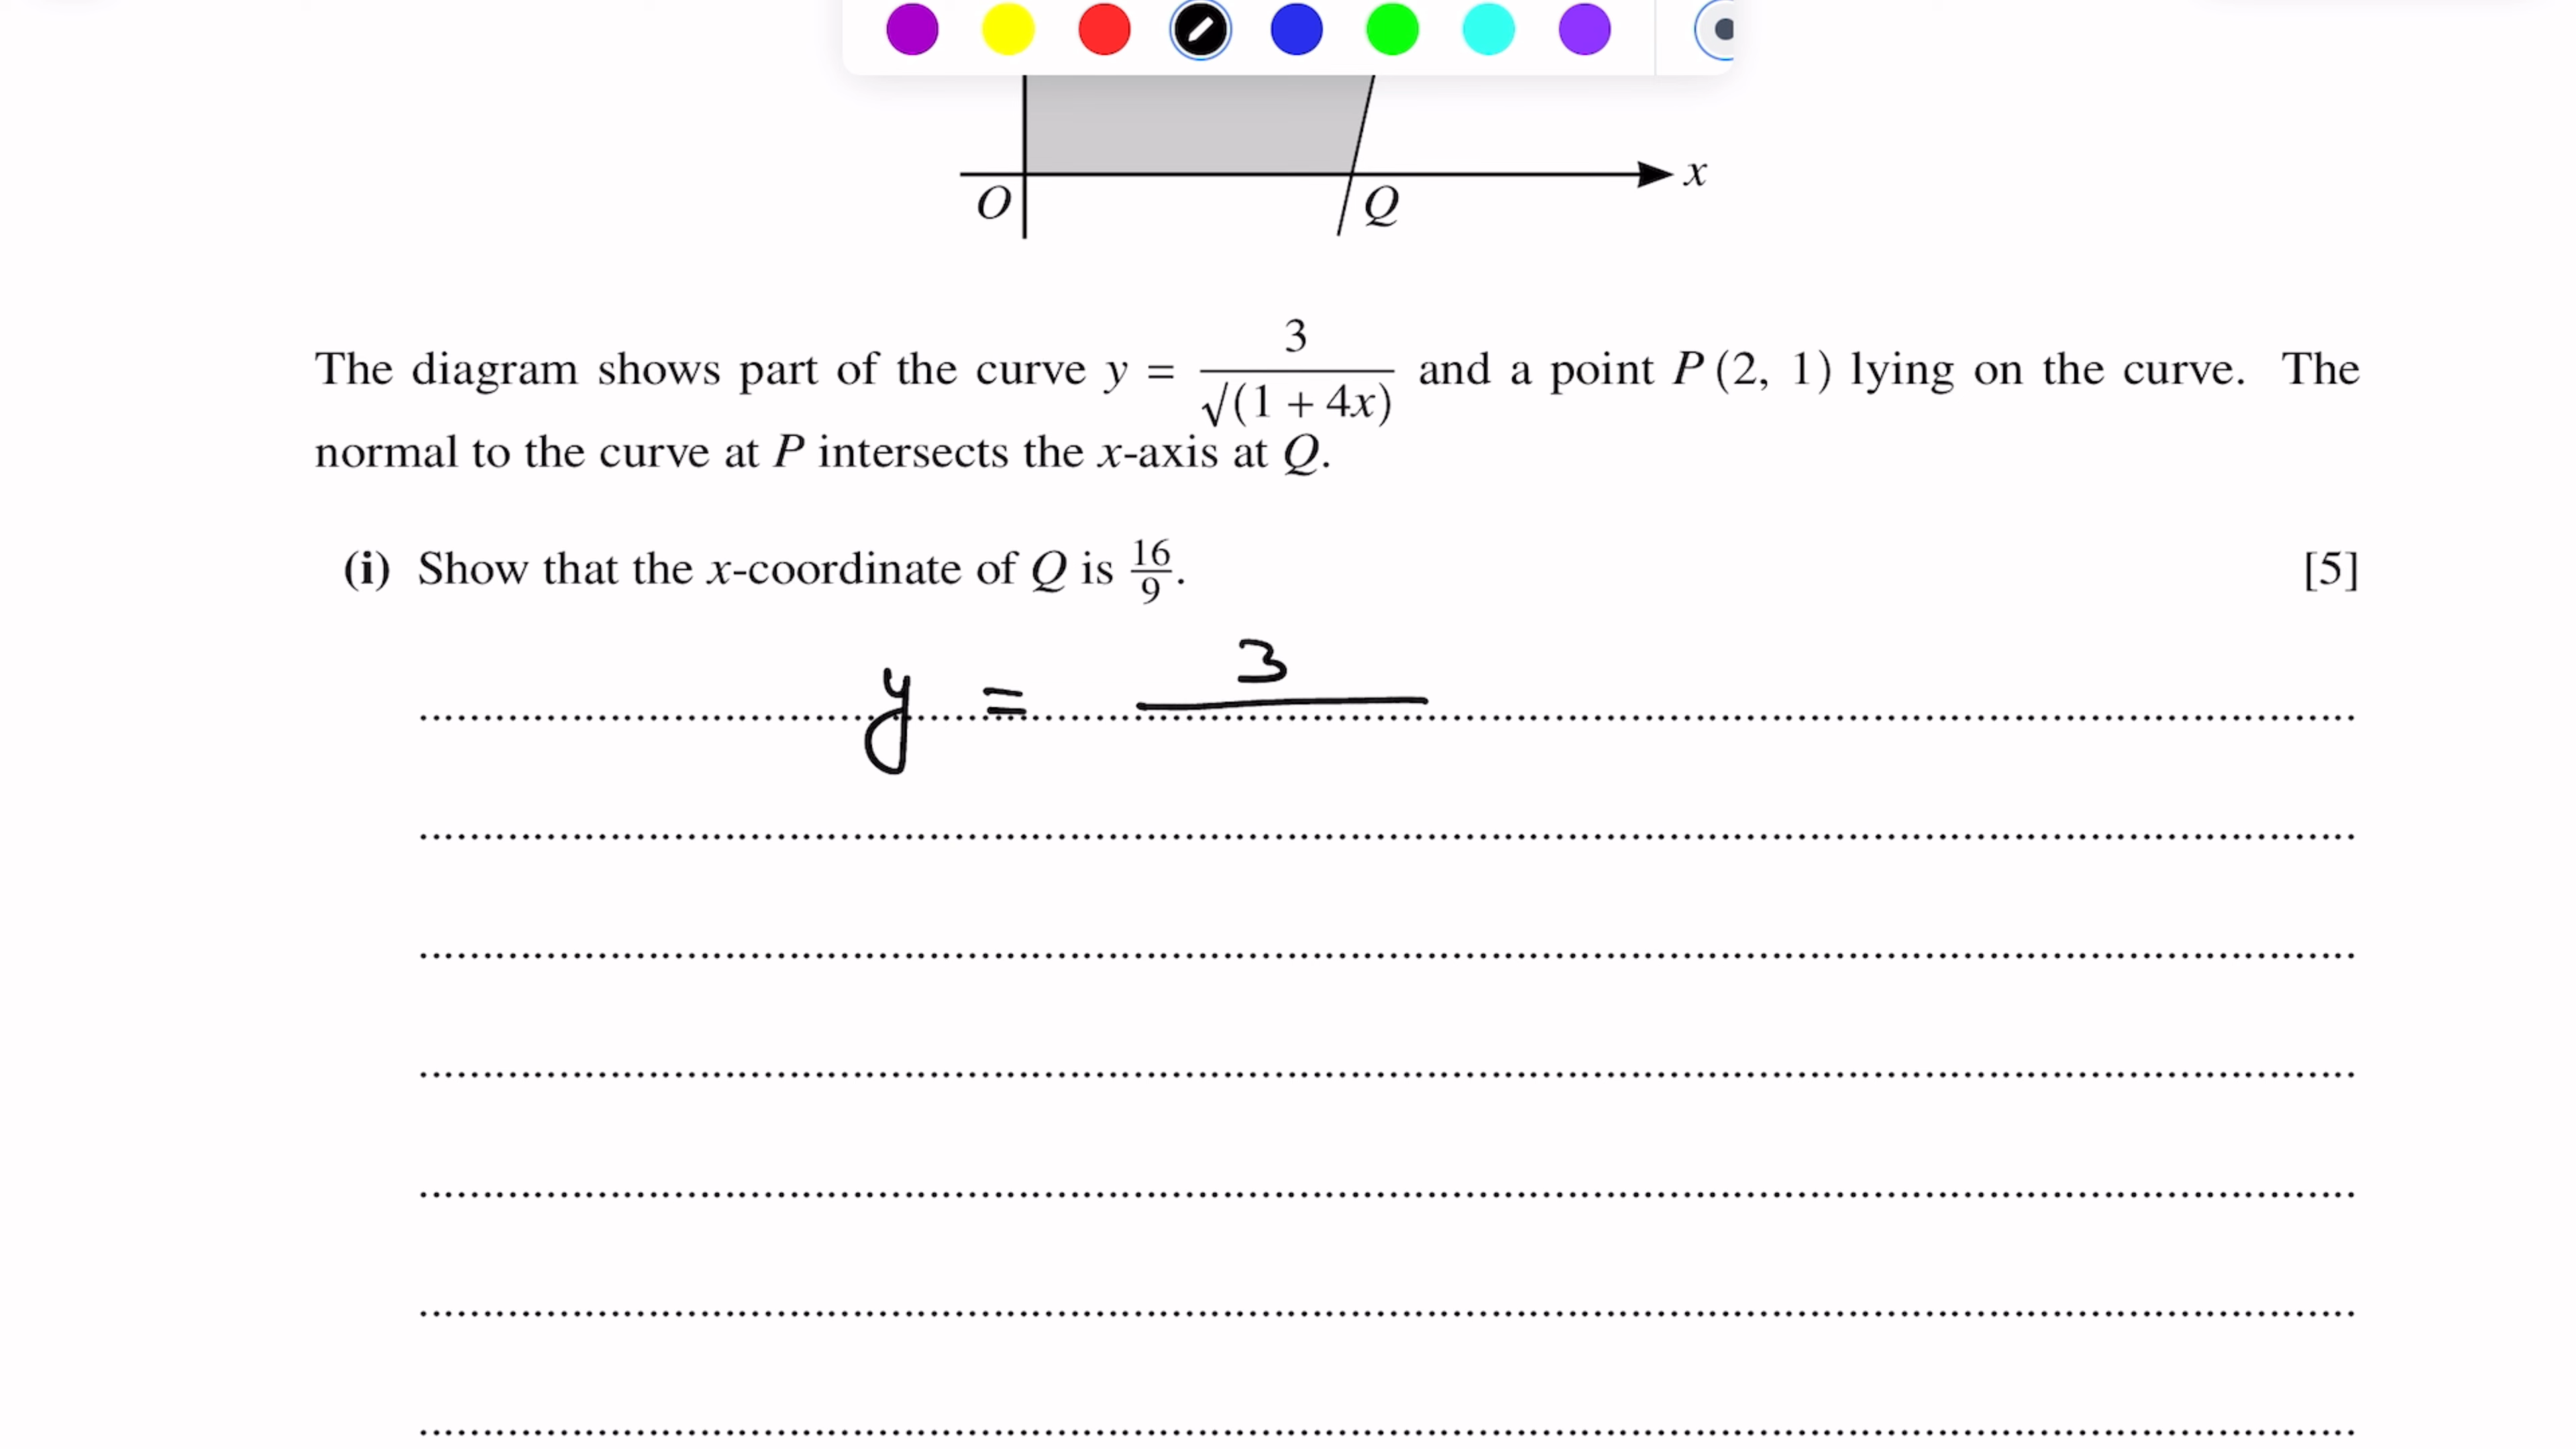 x
O
Q
The diagram shows part of the curve y = 3/√(1 + 4x) and a point P (2, 1) lying on the curve. The
normal to the curve at P intersects the x-axis at Q.
(i) Show that the x-coordinate of Q is 16/9. [5]
y = 3